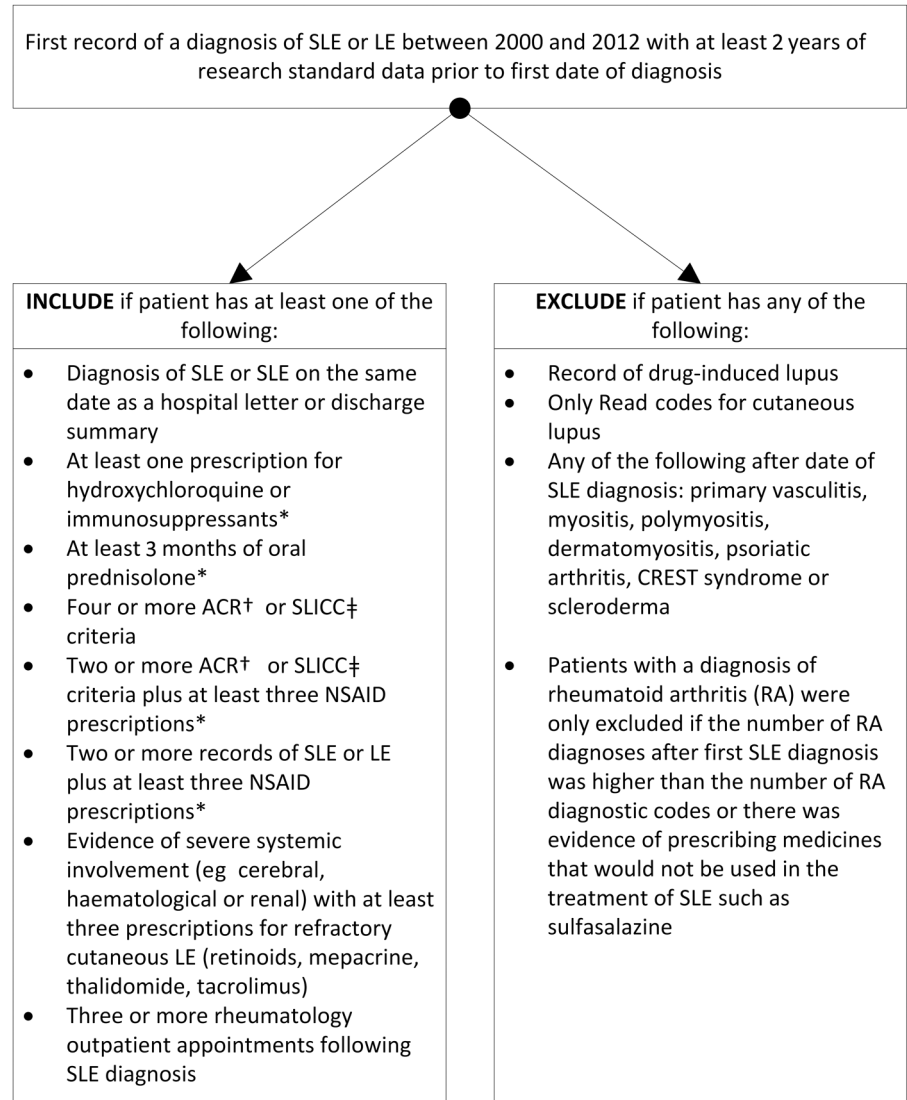 First record of a diagnosis of SLE or LE between 2000 and 2012 with at least 2 years of
research standard data prior to first date of diagnosis
INCLUDE if patient has at least one of the
following:
• Diagnosis of SLE or SLE on the same
date as a hospital letter or discharge
summary
• At least one prescription for
hydroxychloroquine or
immunosuppressants*
• At least 3 months of oral
prednisolone*
• Four or more ACR† or SLICC‡
criteria
• Two or more ACR† or SLICC‡
criteria plus at least three NSAID
prescriptions*
• Two or more records of SLE or LE
plus at least three NSAID
prescriptions*
• Evidence of severe systemic
involvement (eg cerebral,
haematological or renal) with at least
three prescriptions for refractory
cutaneous LE (retinoids, mepacrine,
thalidomide, tacrolimus)
• Three or more rheumatology
outpatient appointments following
SLE diagnosis
EXCLUDE if patient has any of the
following:
• Record of drug-induced lupus
• Only Read codes for cutaneous
lupus
• Any of the following after date of
SLE diagnosis: primary vasculitis,
myositis, polymyositis,
dermatomyositis, psoriatic
arthritis, CREST syndrome or
scleroderma
• Patients with a diagnosis of
rheumatoid arthritis (RA) were
only excluded if the number of RA
diagnoses after first SLE diagnosis
was higher than the number of RA
diagnostic codes or there was
evidence of prescribing medicines
that would not be used in the
treatment of SLE such as
sulfasalazine